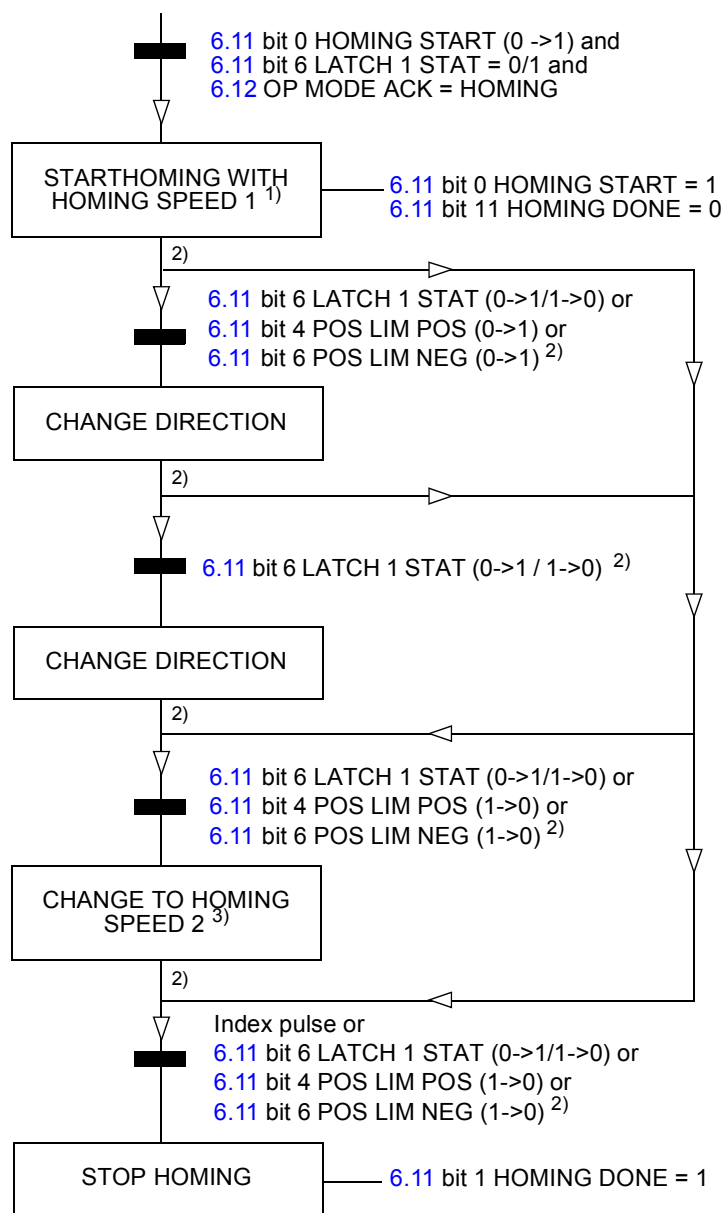 6.11 bit 0 HOMING START (0 ->1) and
6.11 bit 6 LATCH 1 STAT = 0/1 and
6.12 OP MODE ACK = HOMING
STARTHOMING WITH
HOMING SPEED 1 1)
6.11 bit 0 HOMING START = 1
6.11 bit 11 HOMING DONE = 0
2)
6.11 bit 6 LATCH 1 STAT (0->1/1->0) or
6.11 bit 4 POS LIM POS (0->1) or
6.11 bit 6 POS LIM NEG (0->1) 2)
CHANGE DIRECTION
2)
6.11 bit 6 LATCH 1 STAT (0->1 / 1->0) 2)
CHANGE DIRECTION
2)
6.11 bit 6 LATCH 1 STAT (0->1/1->0) or
6.11 bit 4 POS LIM POS (1->0) or
6.11 bit 6 POS LIM NEG (1->0) 2)
CHANGE TO HOMING
SPEED 2 3)
2)
Index pulse or
6.11 bit 6 LATCH 1 STAT (0->1/1->0) or
6.11 bit 4 POS LIM POS (1->0) or
6.11 bit 6 POS LIM NEG (1->0) 2)
STOP HOMING
6.11 bit 1 HOMING DONE = 1